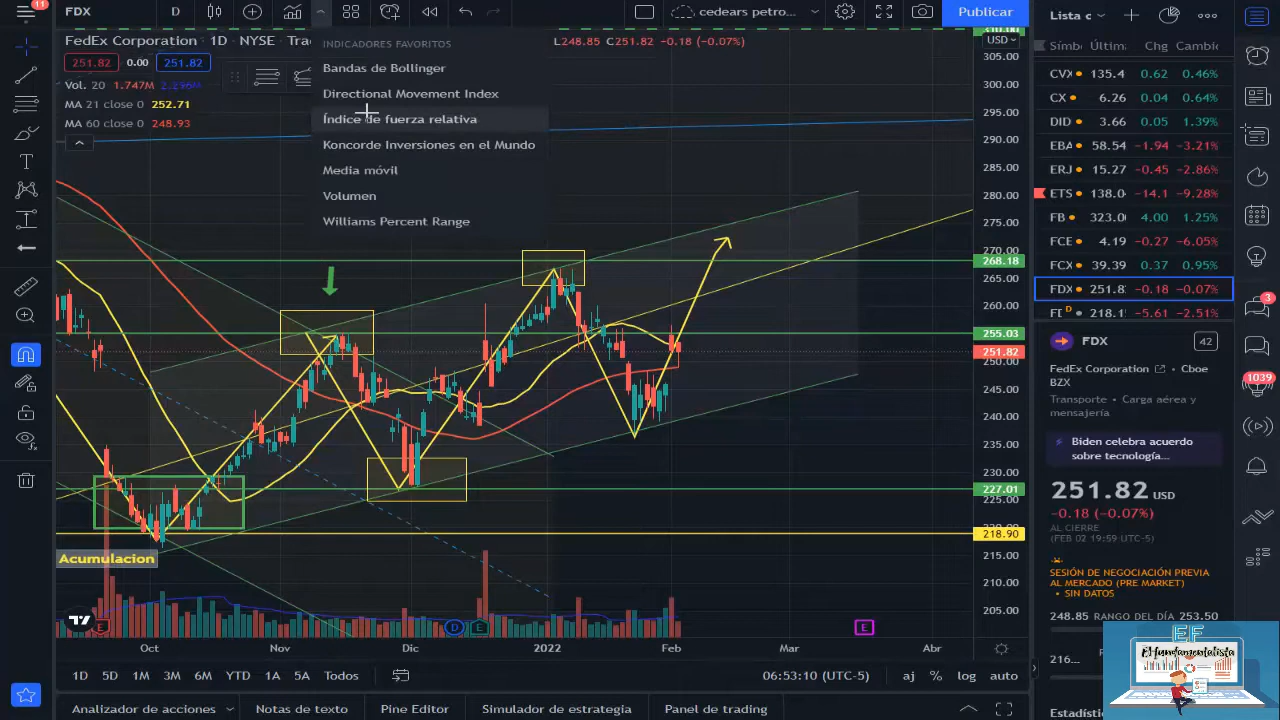 11
FDX
D
cedears petro...
Publicar
Lista c
FedEx Corporation · 1D · NYSE
L248.85 C251.82 -0.18 (-0.07%)
251.82 0.00 251.82
Vol. 20 1.747M 2.296M
MA 21 close 0 252.71
MA 60 close 0 248.93
INDICADORES FAVORITOS
Bandas de Bollinger
Directional Movement Index
Índice de fuerza relativa
Koncorde Inversiones en el Mundo
Media móvil
Volumen
Williams Percent Range
USD
305.00
300.00
295.00
290.00
285.00
280.00
275.00
270.00
268.18
265.00
260.00
255.03
251.82
250.00
245.00
240.00
235.00
230.00
227.01
225.00
218.90
215.00
210.00
205.00
Acumulacion
E
D
E
E
Oct
Nov
Dic
2022
Feb
Mar
Abr
1D 5D 1M 3M 6M YTD 1A 5A Todos
06:53:10 (UTC-5)
% log auto
Analizador de acciones
Notas de texto
Pine Editor
Simulador de estrategia
Panel de trading
Símb Últim Chg Cambio
CVX 135.4 0.62 0.46%
CX 6.26 0.04 0.64%
DID 3.66 0.05 1.39%
EBA 58.54 -1.94 -3.21%
ERJ 15.27 -0.45 -2.86%
ETS 138.0 -14.1 -9.28%
FB 323.0 4.00 1.25%
FCE 4.19 -0.27 -6.05%
FCX 39.39 0.37 0.95%
FDX 251.8 -0.18 -0.07%
D 218.1 -5.61 -2.51%
FDX
42
FedEx Corporation Cboe
BZX
Transporte · Carga aérea y
mensajería
Biden celebra acuerdo
sobre tecnología...
251.82 USD
-0.18 (-0.07%)
AL CIERRE
(FEB 02 19:59 UTC-5)
SESIÓN DE NEGOCIACIÓN PREVIA
AL MERCADO (PRE MARKET)
• SIN DATOS
248.85 RANGO DEL DÍA 253.50
216...
Estadíst
3
1039
3
EF
ElFundamentalista